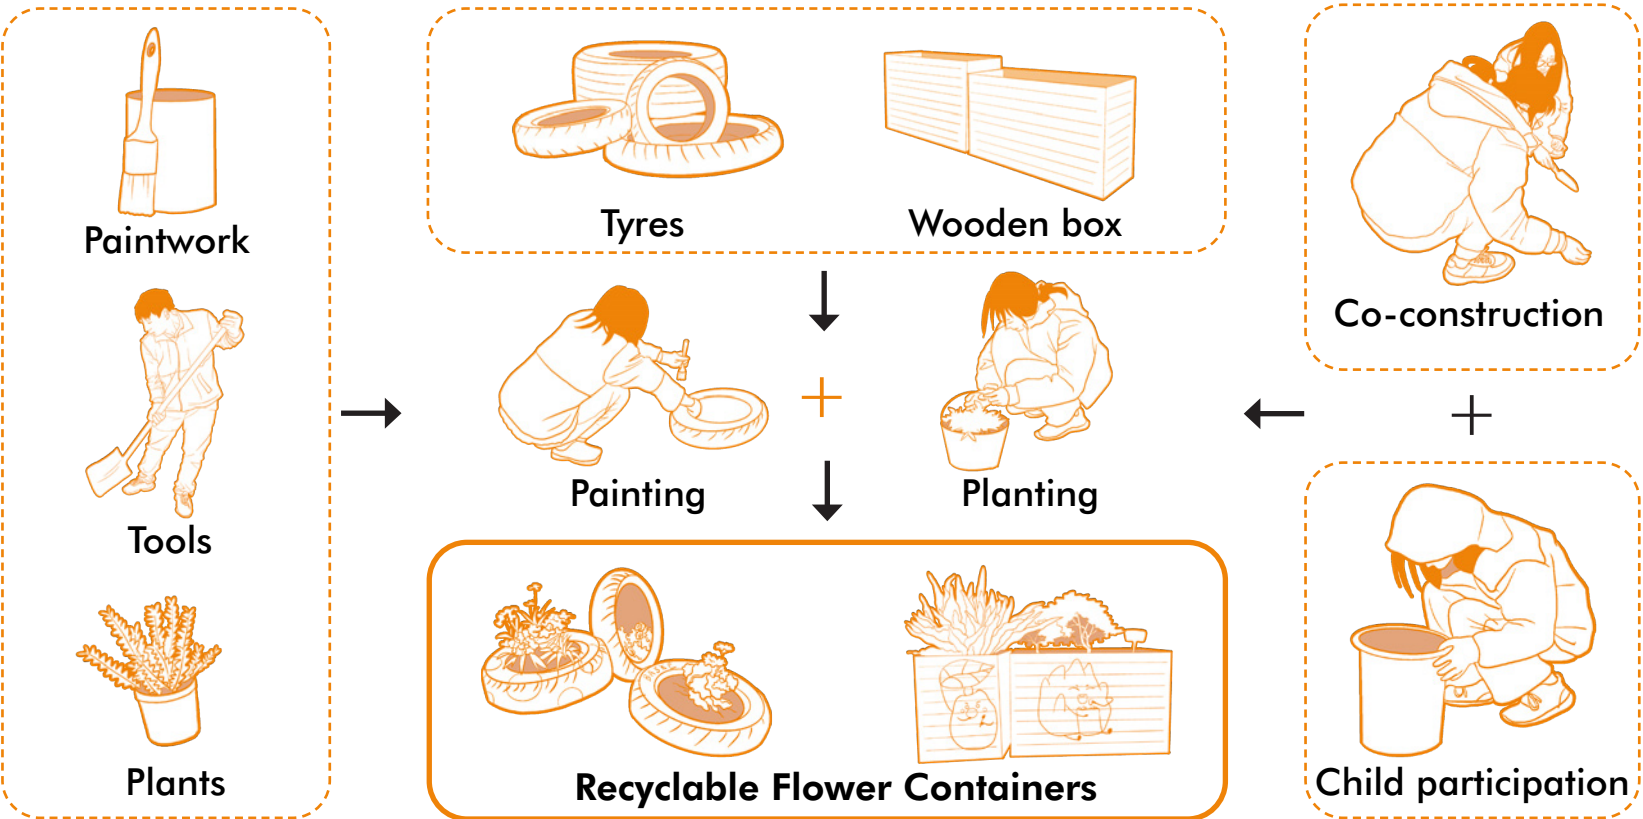 Paintwork
Tools
Plants
Tyres
Wooden box
Painting
+
Planting
Recyclable Flower Containers
Co-construction
+
Child participation